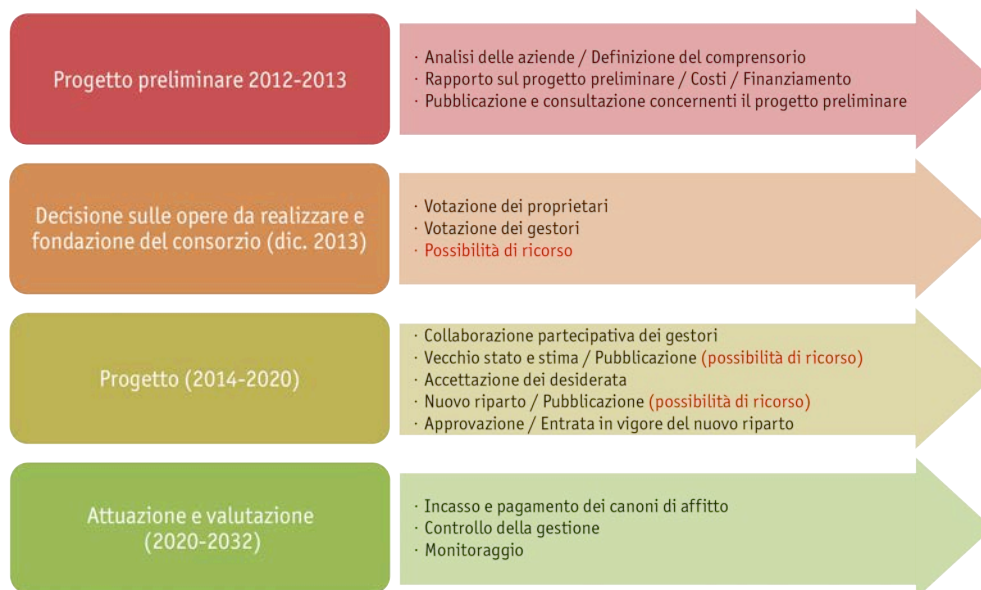 Progetto preliminare 2012-2013
· Analisi delle aziende / Definizione del comprensorio
· Rapporto sul progetto preliminare / Costi / Finanziamento
· Pubblicazione e consultazione concernenti il progetto preliminare
Decisione sulle opere da realizzare e
fondazione del consorzio (dic. 2013)
· Votazione dei proprietari
· Votazione dei gestori
· Possibilità di ricorso
Progetto (2014-2020)
· Collaborazione partecipativa dei gestori
· Vecchio stato e stima / Pubblicazione (possibilità di ricorso)
· Accettazione dei desiderata
· Nuovo riparto / Pubblicazione (possibilità di ricorso)
· Approvazione / Entrata in vigore del nuovo riparto
Attuazione e valutazione
(2020-2032)
· Incasso e pagamento dei canoni di affitto
· Controllo della gestione
· Monitoraggio